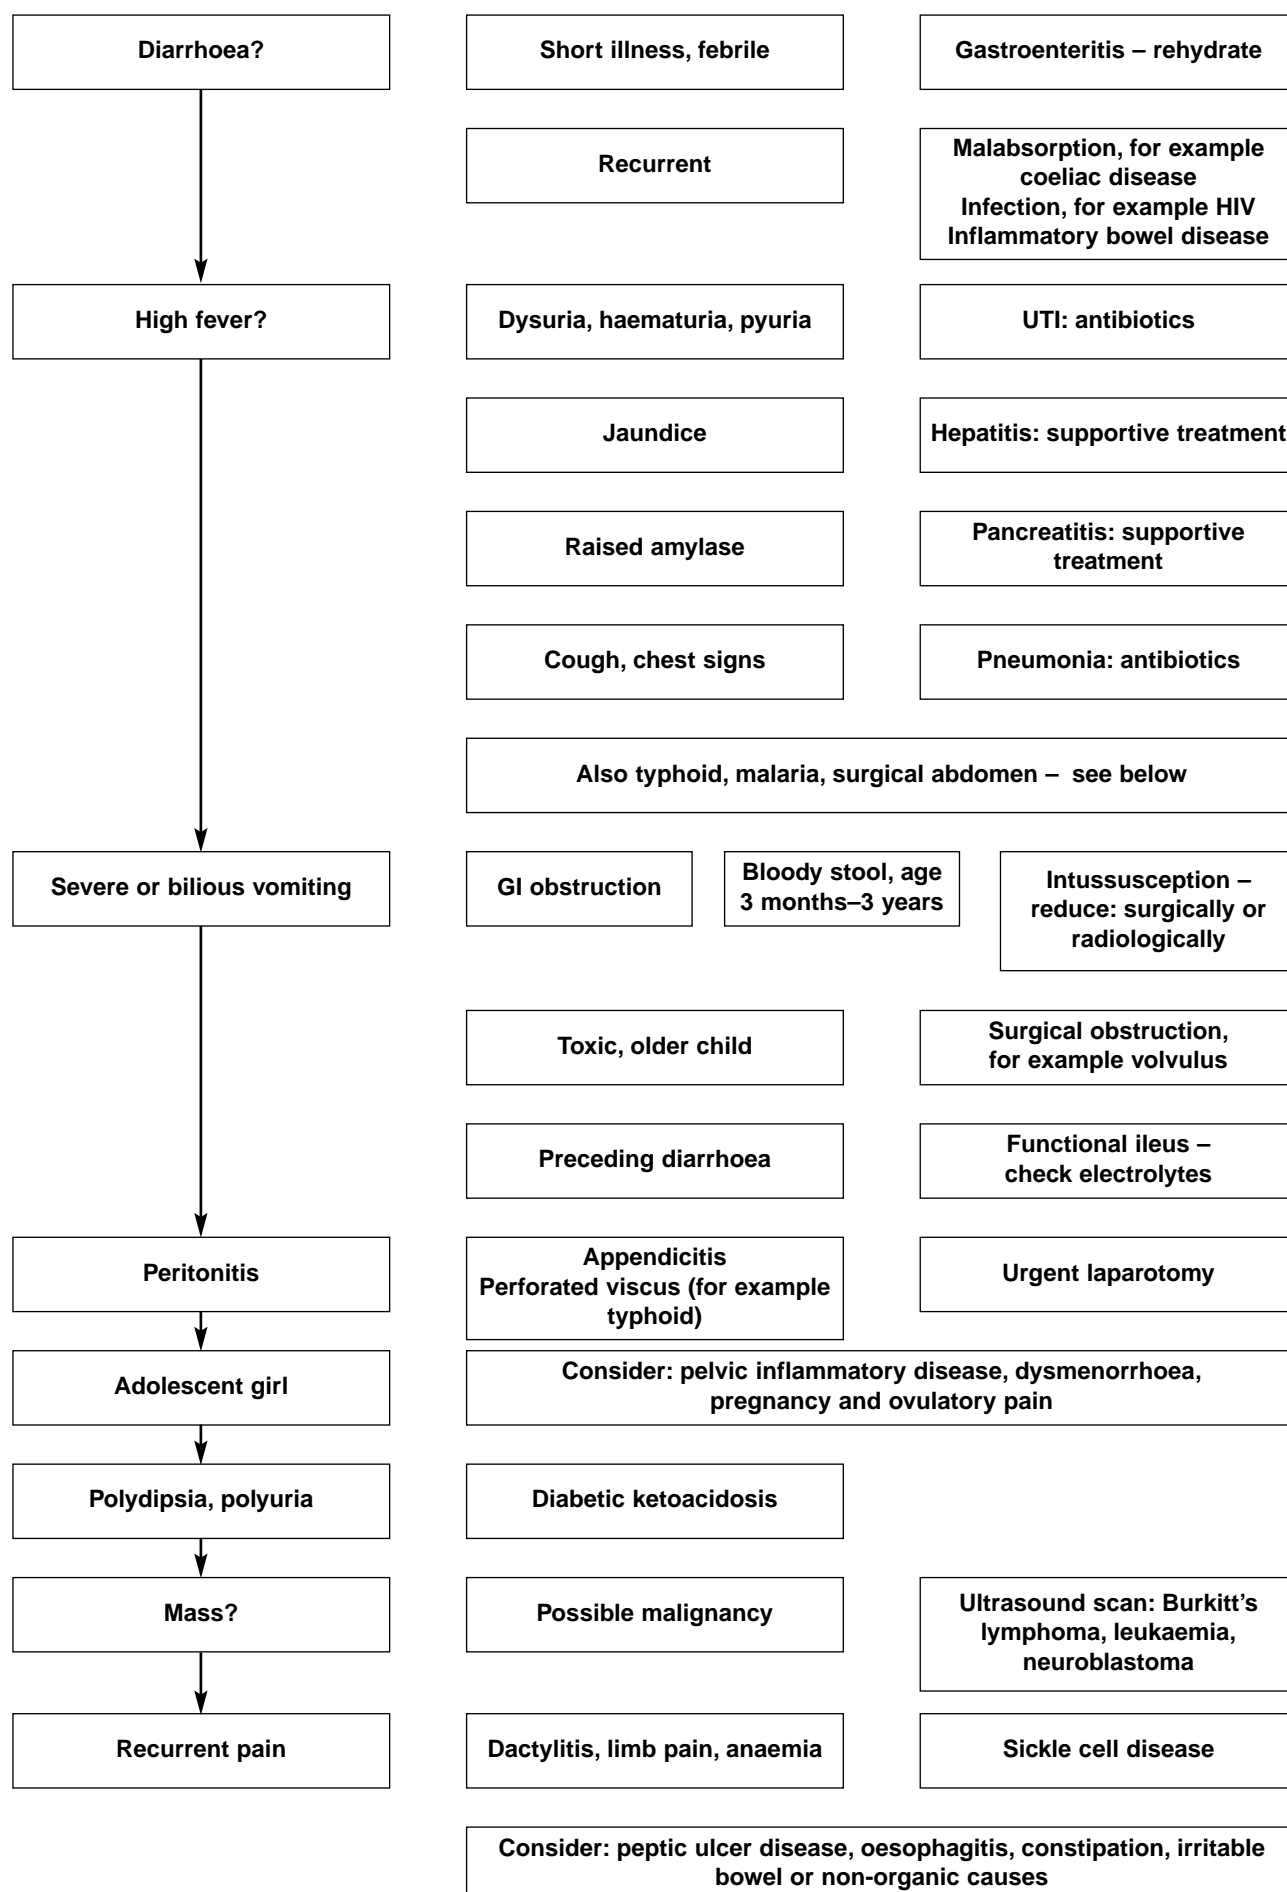 Diarrhoea?
Short illness, febrile
Gastroenteritis – rehydrate
Recurrent
Malabsorption, for example
coeliac disease
Infection, for example HIV
Inflammatory bowel disease
High fever?
Dysuria, haematuria, pyuria
UTI: antibiotics
Jaundice
Hepatitis: supportive treatment
Raised amylase
Pancreatitis: supportive
treatment
Cough, chest signs
Pneumonia: antibiotics
Also typhoid, malaria, surgical abdomen – see below
Severe or bilious vomiting
GI obstruction
Bloody stool, age
3 months–3 years
Intussusception –
reduce: surgically or
radiologically
Toxic, older child
Surgical obstruction,
for example volvulus
Preceding diarrhoea
Functional ileus –
check electrolytes
Peritonitis
Appendicitis
Perforated viscus (for example
typhoid)
Urgent laparotomy
Adolescent girl
Consider: pelvic inflammatory disease, dysmenorrhoea,
pregnancy and ovulatory pain
Polydipsia, polyuria
Diabetic ketoacidosis
Mass?
Possible malignancy
Ultrasound scan: Burkitt’s
lymphoma, leukaemia,
neuroblastoma
Recurrent pain
Dactylitis, limb pain, anaemia
Sickle cell disease
Consider: peptic ulcer disease, oesophagitis, constipation, irritable
bowel or non-organic causes